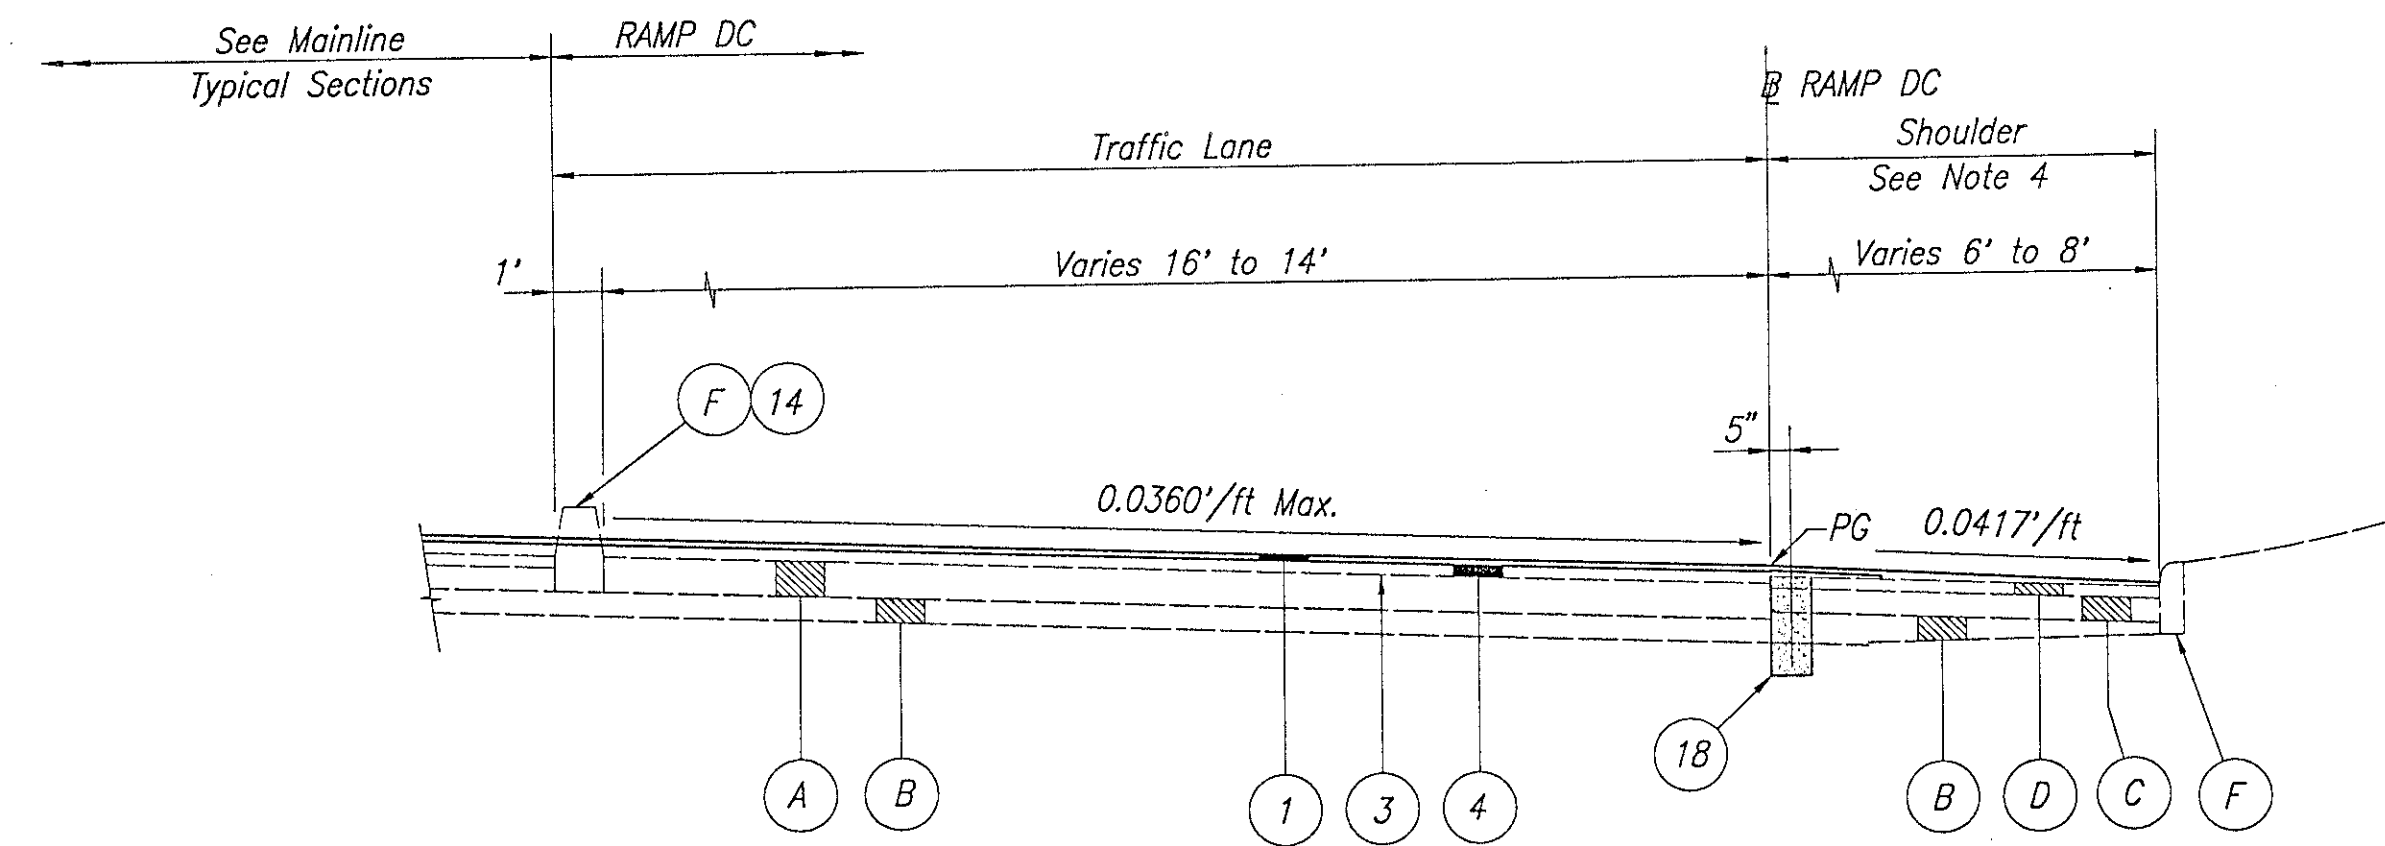 See Mainline
Typical Sections
RAMP DC
B RAMP DC
Traffic Lane
Shoulder
See Note 4
1'
Varies 16' to 14'
Varies 6' to 8'
F
14
5"
0.0360'/ft Max.
PG
0.0417'/ft
18
A
B
1
3
4
B
D
C
F